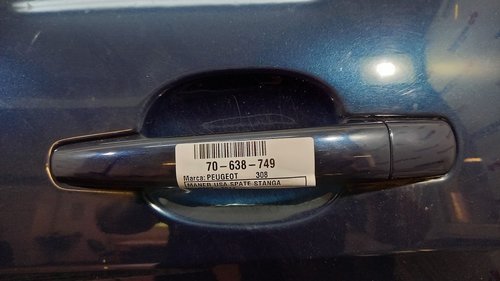 70-638-749
Marca: PEUGEOT 308
MANER USA SPATE STANGA